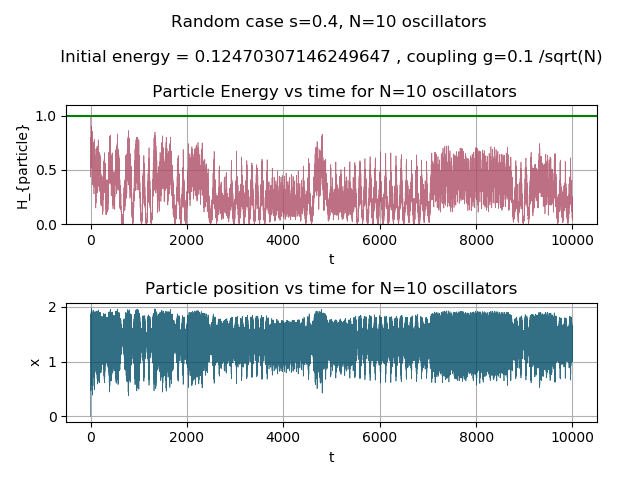 Random case s=0.4, N=10 oscillators
Initial energy = 0.12470307146249647 , coupling g=0.1 /sqrt(N)
Particle Energy vs time for N=10 oscillators
1.0
0.5
0.0
H_{particle}
0 2000 4000 6000 8000 10000
t
Particle position vs time for N=10 oscillators
2
1
0
x
0 2000 4000 6000 8000 10000
t